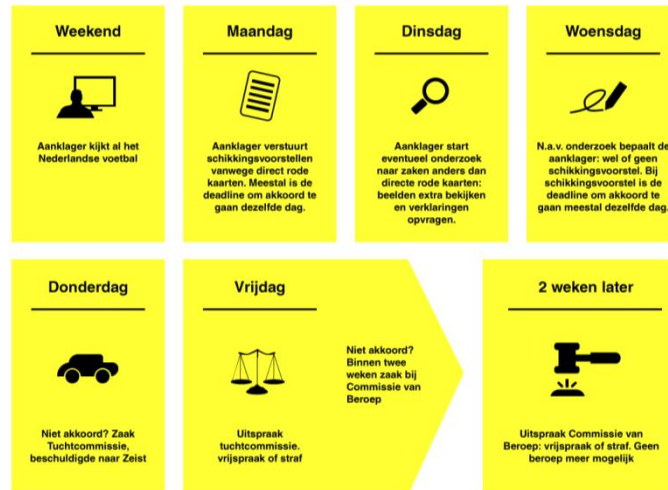 Weekend
Aanklager kijkt al het
Nederlandse voetbal
Maandag
Aanklager verstuurt
schikkingsvoorstellen
vanwege direct rode
kaarten. Meestal is de
deadline om akkoord te
gaan dezelfde dag.
Dinsdag
Aanklager start
eventueel onderzoek
naar zaken anders dan
directe rode kaarten:
beelden extra bekijken
en verklaringen
opvragen.
Woensdag
N.a.v. onderzoek bepaalt de
aanklager: wel of geen
schikkingsvoorstel. Bij
schikkingsvoorstel is de
deadline om akkoord te
gaan meestal dezelfde dag.
Donderdag
Niet akkoord? Zaak
Tuchtcommissie,
beschuldigde naar Zeist
Vrijdag
Uitspraak
tuchtcommissie.
vrijspraak of straf
Niet akkoord?
Binnen twee
weken zaak bij
Commissie van
Beroep
2 weken later
Uitspraak Commissie van
Beroep: vrijspraak of straf. Geen
beroep meer mogelijk